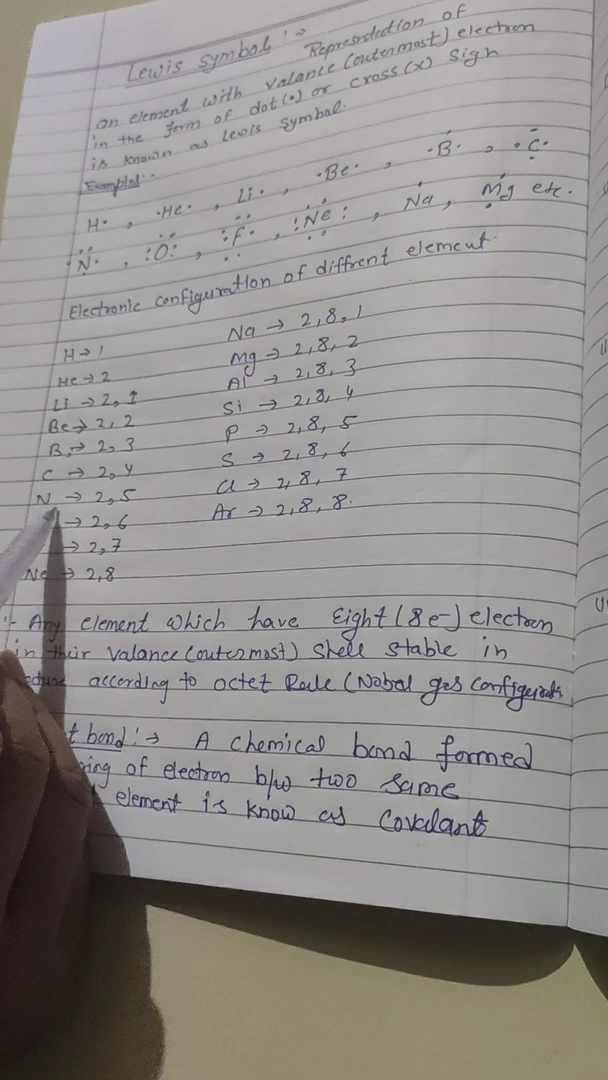 Lewis symbol :→
Represntation of
an element with valance (outermost) electron
in the form of dot (•) or cross (x) sign
is known as lewis symbol.
Example :-
H• , •He• , Li• , •Be• , •B• , •C•
N• , :O: , :F• , :Ne: , Na , Mg etc.
Electronic configuration of diffrent element.
H → 1
He → 2
Li → 2,1
Be → 2,2
B → 2,3
C → 2,4
N → 2,5
→ 2,6
→ 2,7
Ne → 2,8
Na → 2,8,1
Mg → 2,8,2
Al → 2,8,3
Si → 2,8,4
P → 2,8,5
S → 2,8,6
Cl → 2,8,7
Ar → 2,8,8.
:- Any element which have Eight (8e-) electron
in their valance (outermost) shell stable in
according to octet Rule (Nobal gas
t bond :→ A chemical bond formed
ring of electron b/w two same
element is know as covalant